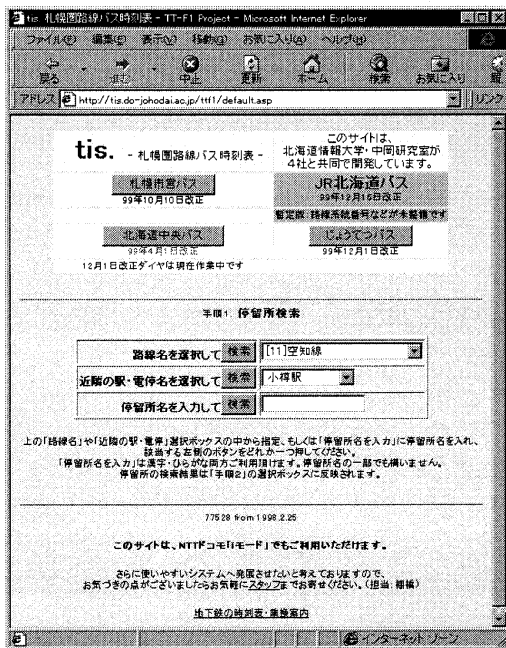 tis. 札幌圏路線バス時刻表 - TT-F1 Project - Microsoft Internet Explorer
ファイル(F) 編集(E) 表示(V) 移動(G) お気に入り(A) ヘルプ(H)
戻る 進む 中止 更新 ホーム 検索 お気に入り
アドレス http://tis.do-johodai.ac.jp/ttf1/default.asp リンク
tis. - 札幌圏路線バス時刻表 -
このサイトは、
北海道情報大学・中岡研究室が
4社と共同で開発しています。
札幌市営バス
99年10月10日改正
JR北海道バス
99年12月15日改正
暫定版:路線系統番号などが未整備です
北海道中央バス
99年4月1日改正
12月1日改正ダイヤは現在作業中です
じょうてつバス
99年12月1日改正
手順1. 停留所検索
路線名を選択して 検索 [11]空知線
近隣の駅・電停名を選択して 検索 小樽駅
停留所名を入力して 検索
上の「路線名」や「近隣の駅・電停」選択ボックスの中から指定、もしくは「停留所名を入力」に停留所名を入れ、
該当する左側のボタンをどれか一つ押してください。
「停留所名を入力」は漢字・ひらがな両方ご利用頂けます。停留所名の一部でも構いません。
停留所の検索結果は「手順2」の選択ボックスに反映されます。
77528 from 1998.2.25
このサイトは、NTTドコモ「iモード」でもご利用いただけます。
さらに使いやすいシステムへ発展させたいと考えておりますので、
お気づきの点がございましたらお気軽にスタッフまでお寄せください。(担当:棚橋)
地下鉄の時刻表・乗換案内
インターネット ゾーン